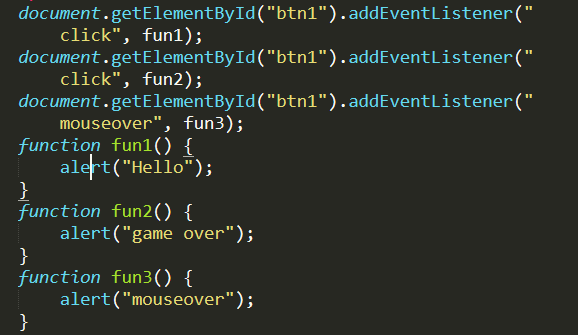 document.getElementById("btn1").addEventListener("
click", fun1);
document.getElementById("btn1").addEventListener("
click", fun2);
document.getElementById("btn1").addEventListener("
mouseover", fun3);
function fun1() {
alert("Hello");
}
function fun2() {
alert("game over");
}
function fun3() {
alert("mouseover");
}